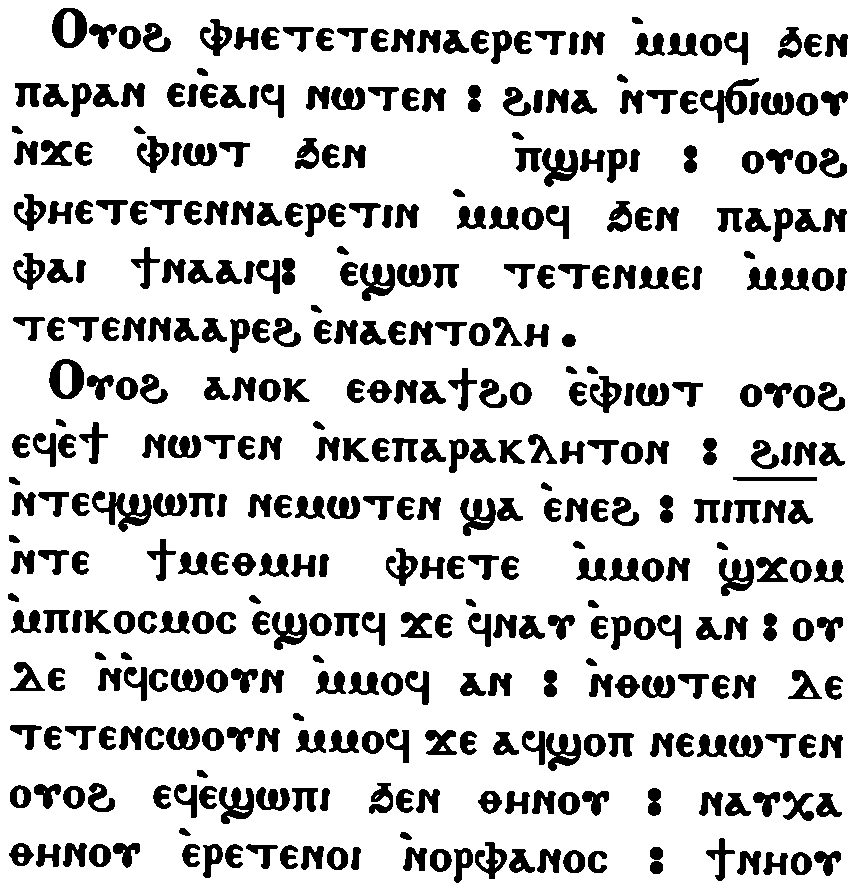 Ⲟⲩⲟϩ ⲫⲏⲉⲧⲉⲧⲉⲛⲛⲁⲉⲣⲉⲧⲓⲛ ⲙ̀ⲙⲟϥ ϧⲉⲛ
ⲡⲁⲣⲁⲛ ⲉⲓⲉ̀ⲁⲓϥ ⲛⲱⲧⲉⲛ : ϩⲓⲛⲁ ⲛ̀ⲧⲉϥϭⲓⲱⲟⲩ
ⲛ̀ϫⲉ ⲫ̀ⲓⲱⲧ ϧⲉⲛ ⲡ̀ϣⲏⲣⲓ : ⲟⲩⲟϩ
ⲫⲏⲉⲧⲉⲧⲉⲛⲛⲁⲉⲣⲉⲧⲓⲛ ⲙ̀ⲙⲟϥ ϧⲉⲛ ⲡⲁⲣⲁⲛ
ⲫⲁⲓ ϯⲛⲁⲁⲓϥ: ⲉ̀ϣⲱⲡ ⲧⲉⲧⲉⲛⲙⲉⲓ ⲙ̀ⲙⲟⲓ
ⲧⲉⲧⲉⲛⲛⲁⲁⲣⲉϩ ⲉ̀ⲛⲁⲉⲛⲧⲟⲗⲏ .
Ⲟⲩⲟϩ ⲁⲛⲟⲕ ⲉⲑⲛⲁϯϩⲟ ⲉ̀ⲫ̀ⲓⲱⲧ ⲟⲩⲟϩ
ⲉϥⲉ̀ϯ ⲛⲱⲧⲉⲛ ⲛ̀ⲕⲉⲡⲁⲣⲁⲕⲗⲏⲧⲟⲛ : ϩⲓⲛⲁ
ⲛ̀ⲧⲉϥϣⲱⲡⲓ ⲛⲉⲙⲱⲧⲉⲛ ϣⲁ ⲉ̀ⲛⲉϩ : ⲡⲓⲡⲛⲁ
ⲛ̀ⲧⲉ ϯⲙⲉⲑⲙⲏⲓ ⲫⲏⲉⲧⲉ ⲙ̀ⲙⲟⲛ ϣ̀ϫⲟⲙ
ⲙ̀ⲡⲓⲕⲟⲥⲙⲟⲥ ⲉ̀ϣⲟⲡϥ ϫⲉ ϥ̀ⲛⲁⲩ ⲉ̀ⲣⲟϥ ⲁⲛ : ⲟⲩ
ⲇⲉ ⲛ̀ϥ̀ⲥⲱⲟⲩⲛ ⲙ̀ⲙⲟϥ ⲁⲛ : ⲛ̀ⲑⲱⲧⲉⲛ ⲇⲉ
ⲧⲉⲧⲉⲛⲥⲱⲟⲩⲛ ⲙ̀ⲙⲟϥ ϫⲉ ⲁϥϣⲟⲡ ⲛⲉⲙⲱⲧⲉⲛ
ⲟⲩⲟϩ ⲉϥⲉ̀ϣⲱⲡⲓ ϧⲉⲛ ⲑⲏⲛⲟⲩ : ⲛⲁⲩⲭⲁ
ⲑⲏⲛⲟⲩ ⲉ̀ⲣⲉⲧⲉⲛⲟⲓ ⲛ̀ⲟⲣⲫⲁⲛⲟⲥ : ϯⲛⲏⲟⲩ